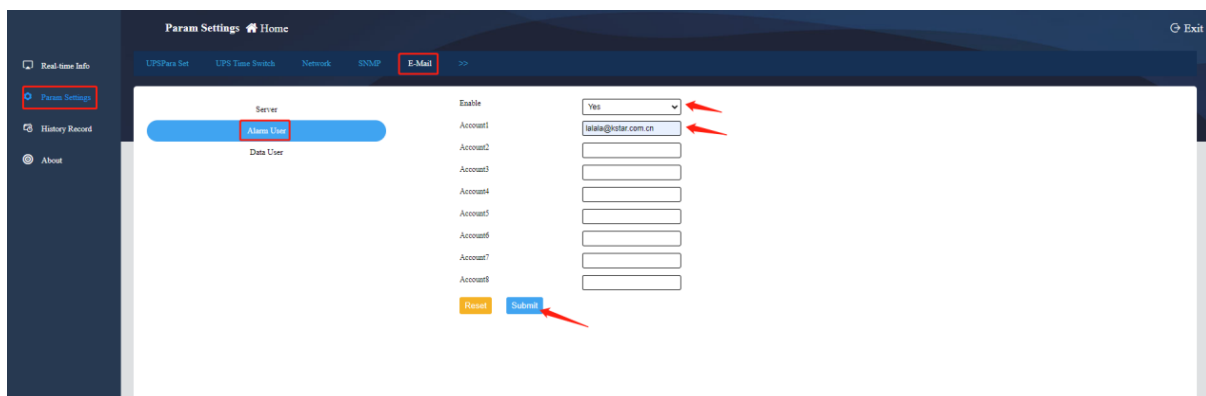 Param Settings Home
Exit
Real-time Info
Param Settings
History Record
About
UPSPara Set UPS Time Switch Network SNMP E-Mail >>
Server
Alarm User
Data User
Enable Yes
Account1 lalala@kstar.com.cn
Account2
Account3
Account4
Account5
Account6
Account7
Account8
Reset Submit